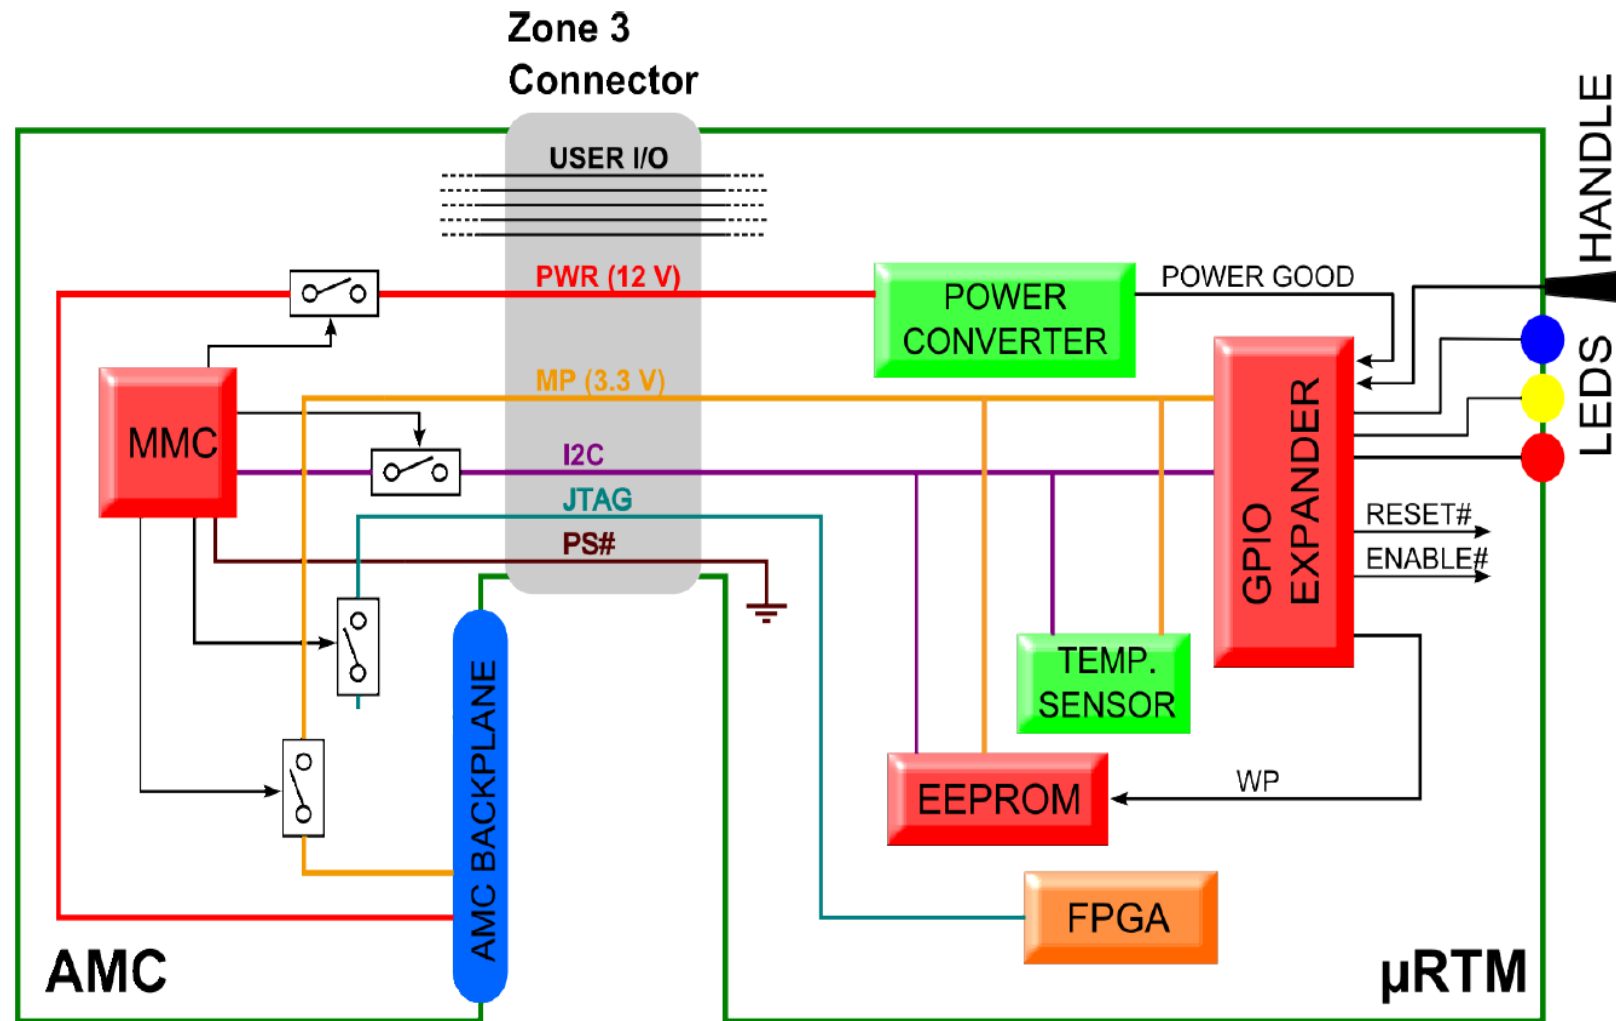 Zone 3
Connector
USER I/O
HANDLE
PWR (12 V)
POWER
CONVERTER
POWER GOOD
LEDS
MP (3.3 V)
MMC
I2C
JTAG
PS#
GPIO
EXPANDER
RESET#
ENABLE#
TEMP.
SENSOR
AMC BACKPLANE
EEPROM
WP
FPGA
AMC
µRTM